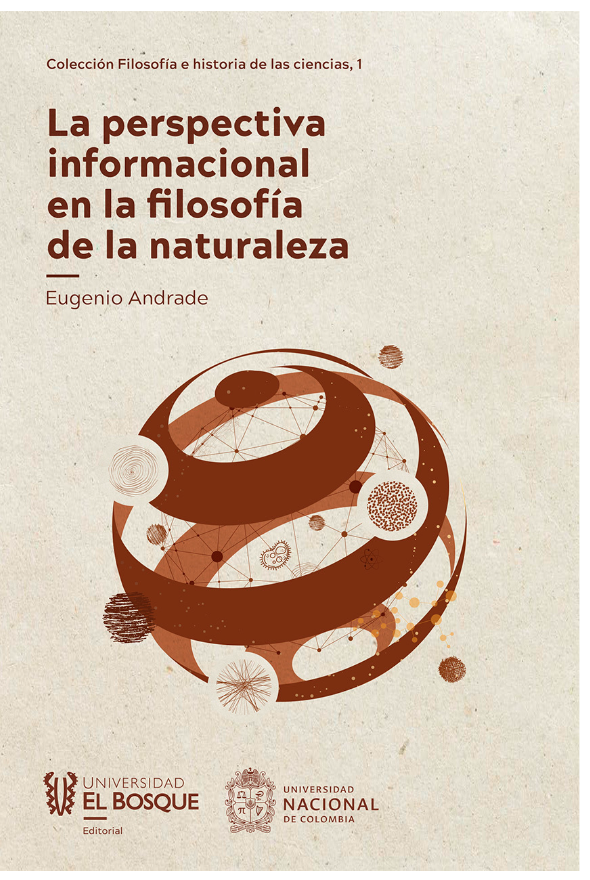 Colección Filosofía e historia de las ciencias, 1
La perspectiva
informacional
en la filosofía
de la naturaleza
Eugenio Andrade
UNIVERSIDAD
EL BOSQUE
Editorial
UNIVERSIDAD
NACIONAL
DE COLOMBIA